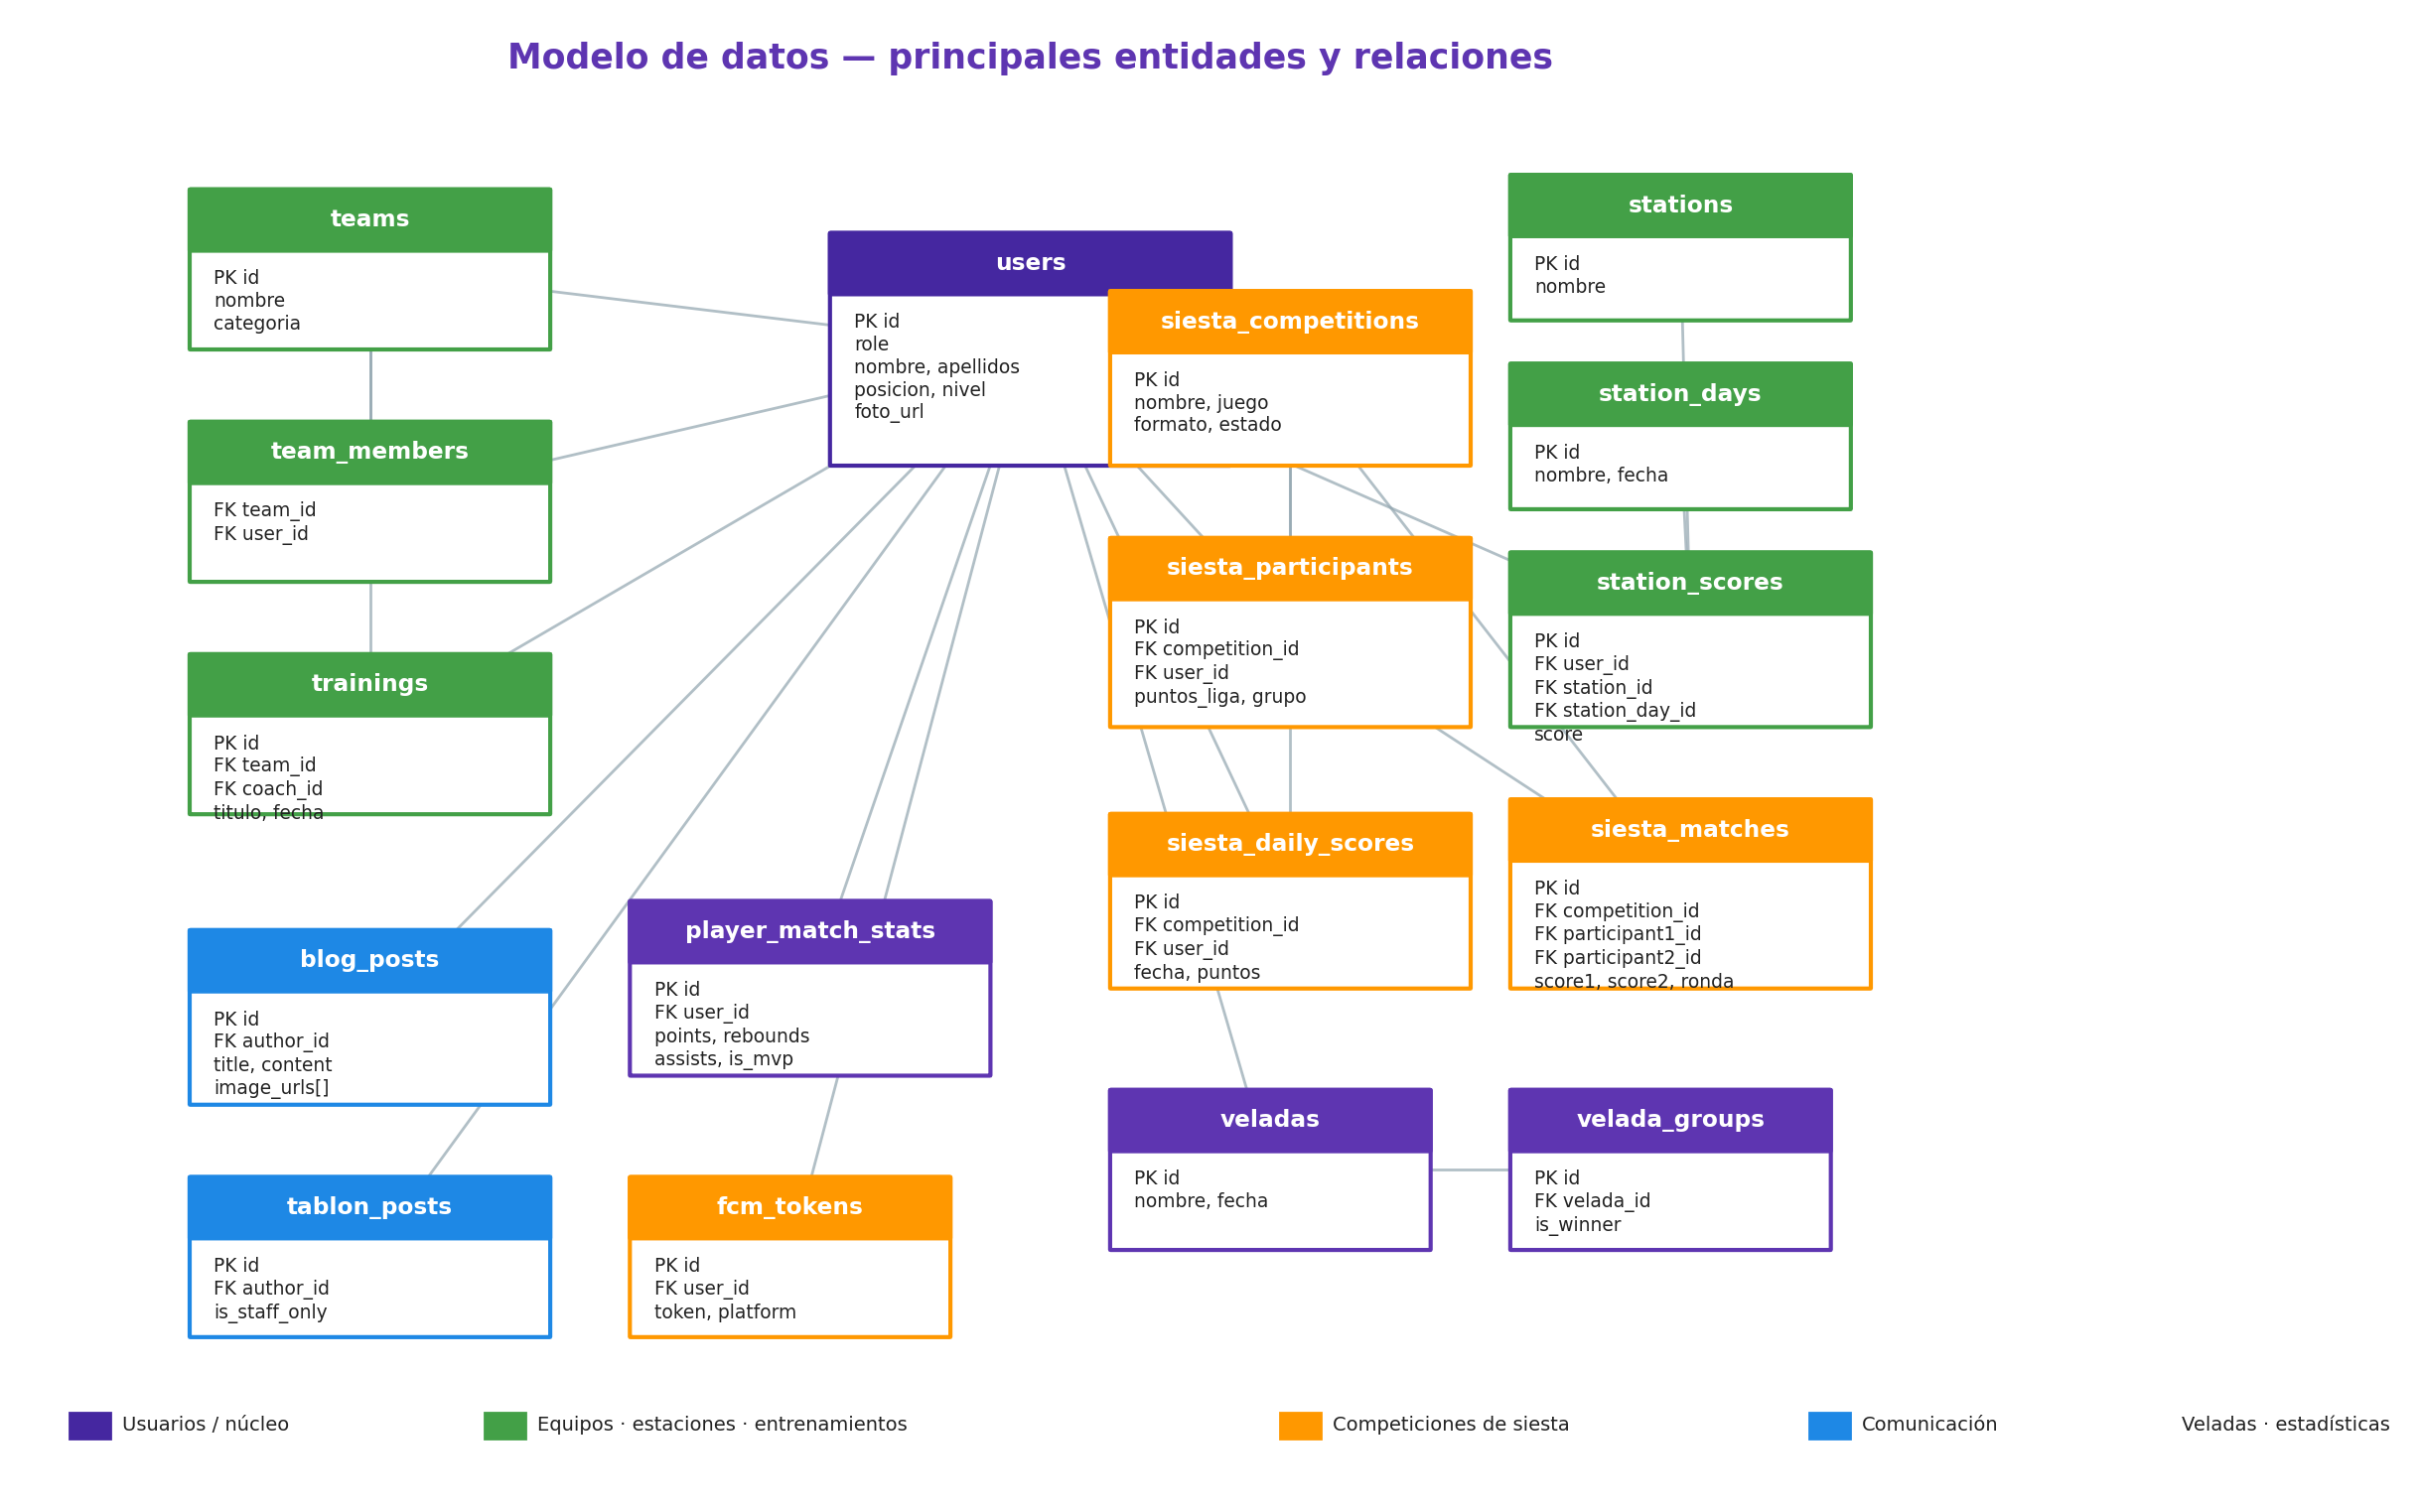 Modelo de datos — principales entidades y relaciones
teams
PK id
nombre
categoria
users
PK id
role
nombre, apellidos
posicion, nivel
foto_url
siesta_competitions
PK id
nombre, juego
formato, estado
stations
PK id
nombre
station_days
PK id
nombre, fecha
team_members
FK team_id
FK user_id
siesta_participants
PK id
FK competition_id
FK user_id
puntos_liga, grupo
station_scores
PK id
FK user_id
FK station_id
FK station_day_id
score
trainings
PK id
FK team_id
FK coach_id
titulo, fecha
siesta_daily_scores
PK id
FK competition_id
FK user_id
fecha, puntos
siesta_matches
PK id
FK competition_id
FK participant1_id
FK participant2_id
score1, score2, ronda
blog_posts
PK id
FK author_id
title, content
image_urls[]
player_match_stats
PK id
FK user_id
points, rebounds
assists, is_mvp
veladas
PK id
nombre, fecha
velada_groups
PK id
FK velada_id
is_winner
tablon_posts
PK id
FK author_id
is_staff_only
fcm_tokens
PK id
FK user_id
token, platform
Usuarios / núcleo
Equipos · estaciones · entrenamientos
Competiciones de siesta
Comunicación
Veladas · estadísticas